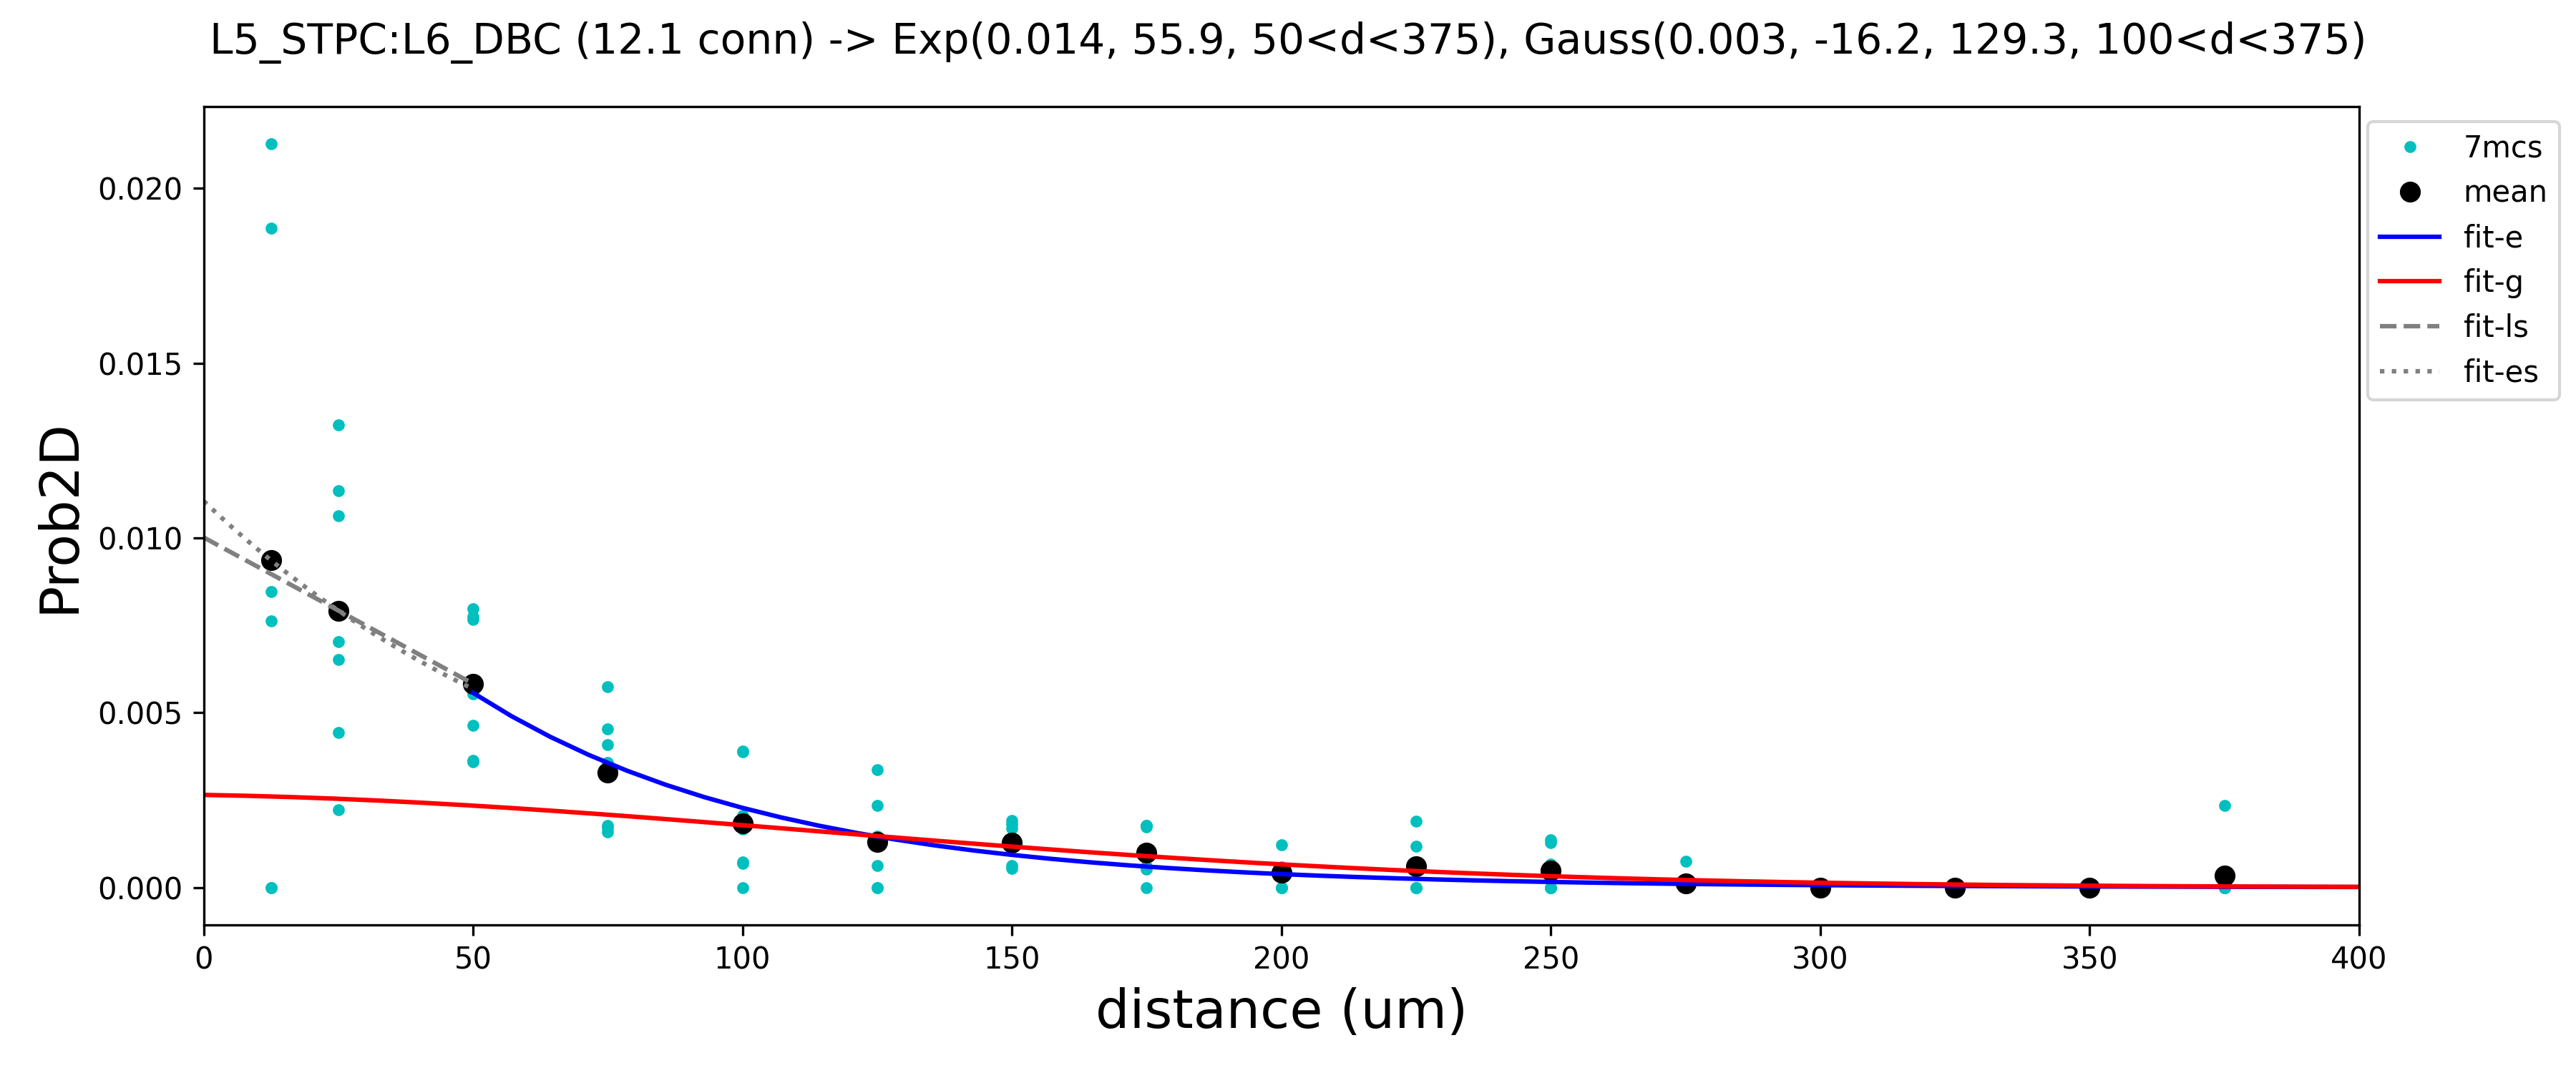 L5_STPC:L6_DBC (12.1 conn) -> Exp(0.014, 55.9, 50<d<375), Gauss(0.003, -16.2, 129.3, 100<d<375)
7mcs
mean
fit-e
fit-g
fit-ls
fit-es
Prob2D
0.020
0.015
0.010
0.005
0.000
0 50 100 150 200 250 300 350 400
distance (um)